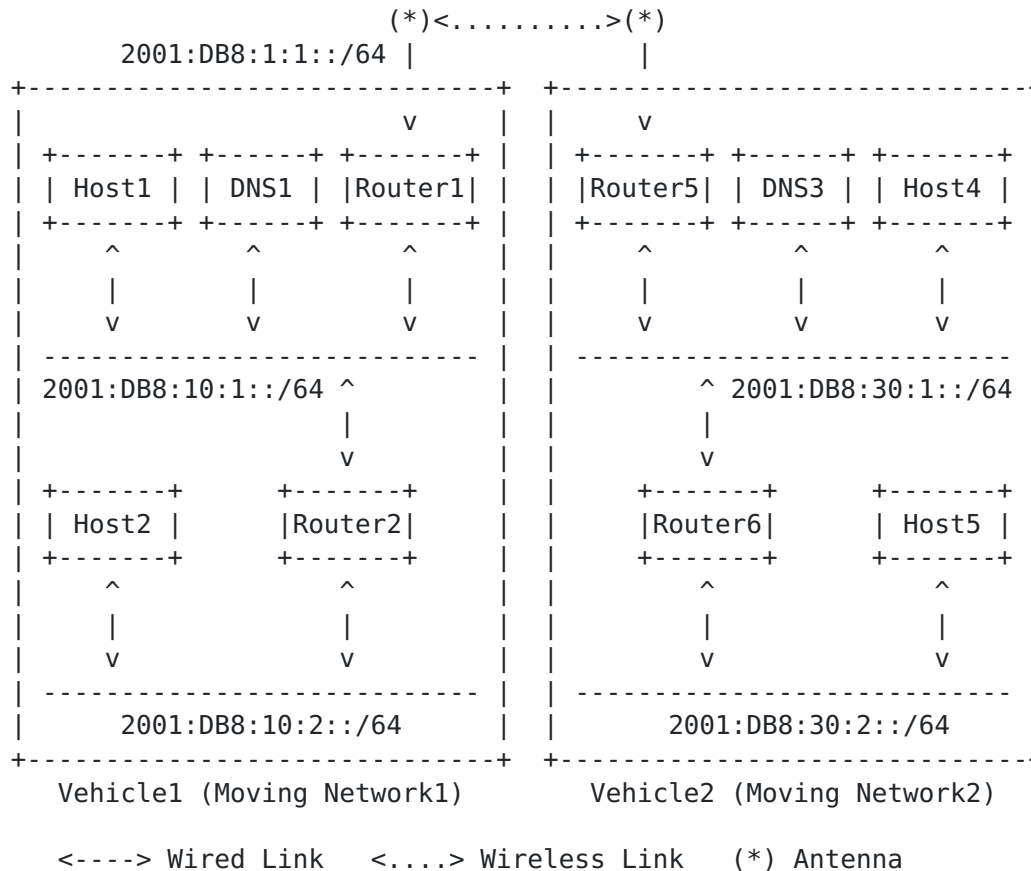 (*)<..........>(*)
       2001:DB8:1:1::/64 |              |
+------------------------------+  +------------------------------+
|                        v     |  |     v
| +-------+ +------+ +-------+ |  | +-------+ +------+ +-------+
| | Host1 | | DNS1 | |Router1| |  | |Router5| | DNS3 | | Host4 |
| +-------+ +------+ +-------+ |  | +-------+ +------+ +-------+
|     ^        ^         ^     |  |     ^         ^        ^
|     |        |         |     |  |     |         |        |
|     v        v         v     |  |     v         v        v
| ---------------------------- |  | ----------------------------
| 2001:DB8:10:1::/64 ^         |  |         ^ 2001:DB8:30:1::/64
|                    |         |  |         |
|                    v         |  |         v
| +-------+      +-------+     |  |     +-------+      +-------+
| | Host2 |      |Router2|     |  |     |Router6|      | Host5 |
| +-------+      +-------+     |  |     +-------+      +-------+
|     ^              ^         |  |         ^              ^
|     |              |         |  |         |              |
|     v              v         |  |         v              v
| ---------------------------- |  | ----------------------------
|      2001:DB8:10:2::/64      |  |       2001:DB8:30:2::/64
+------------------------------+  +------------------------------+
   Vehicle1 (Moving Network1)        Vehicle2 (Moving Network2)

   <----> Wired Link   <....> Wireless Link   (*) Antenna